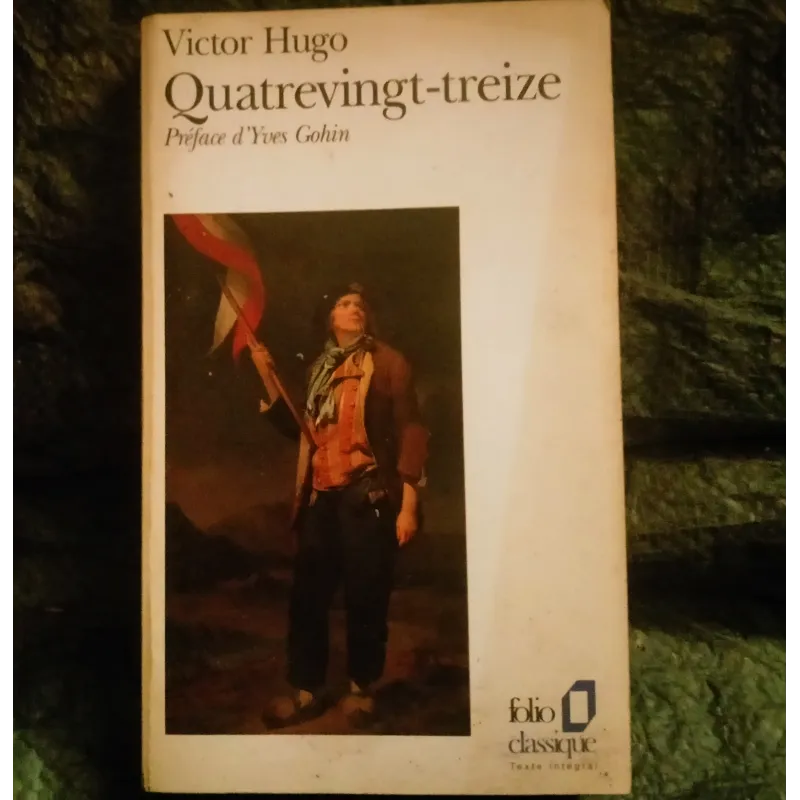 Victor Hugo
Quatrevingt-treize
Préface d'Yves Gohin
folio
classique
Texte intégral